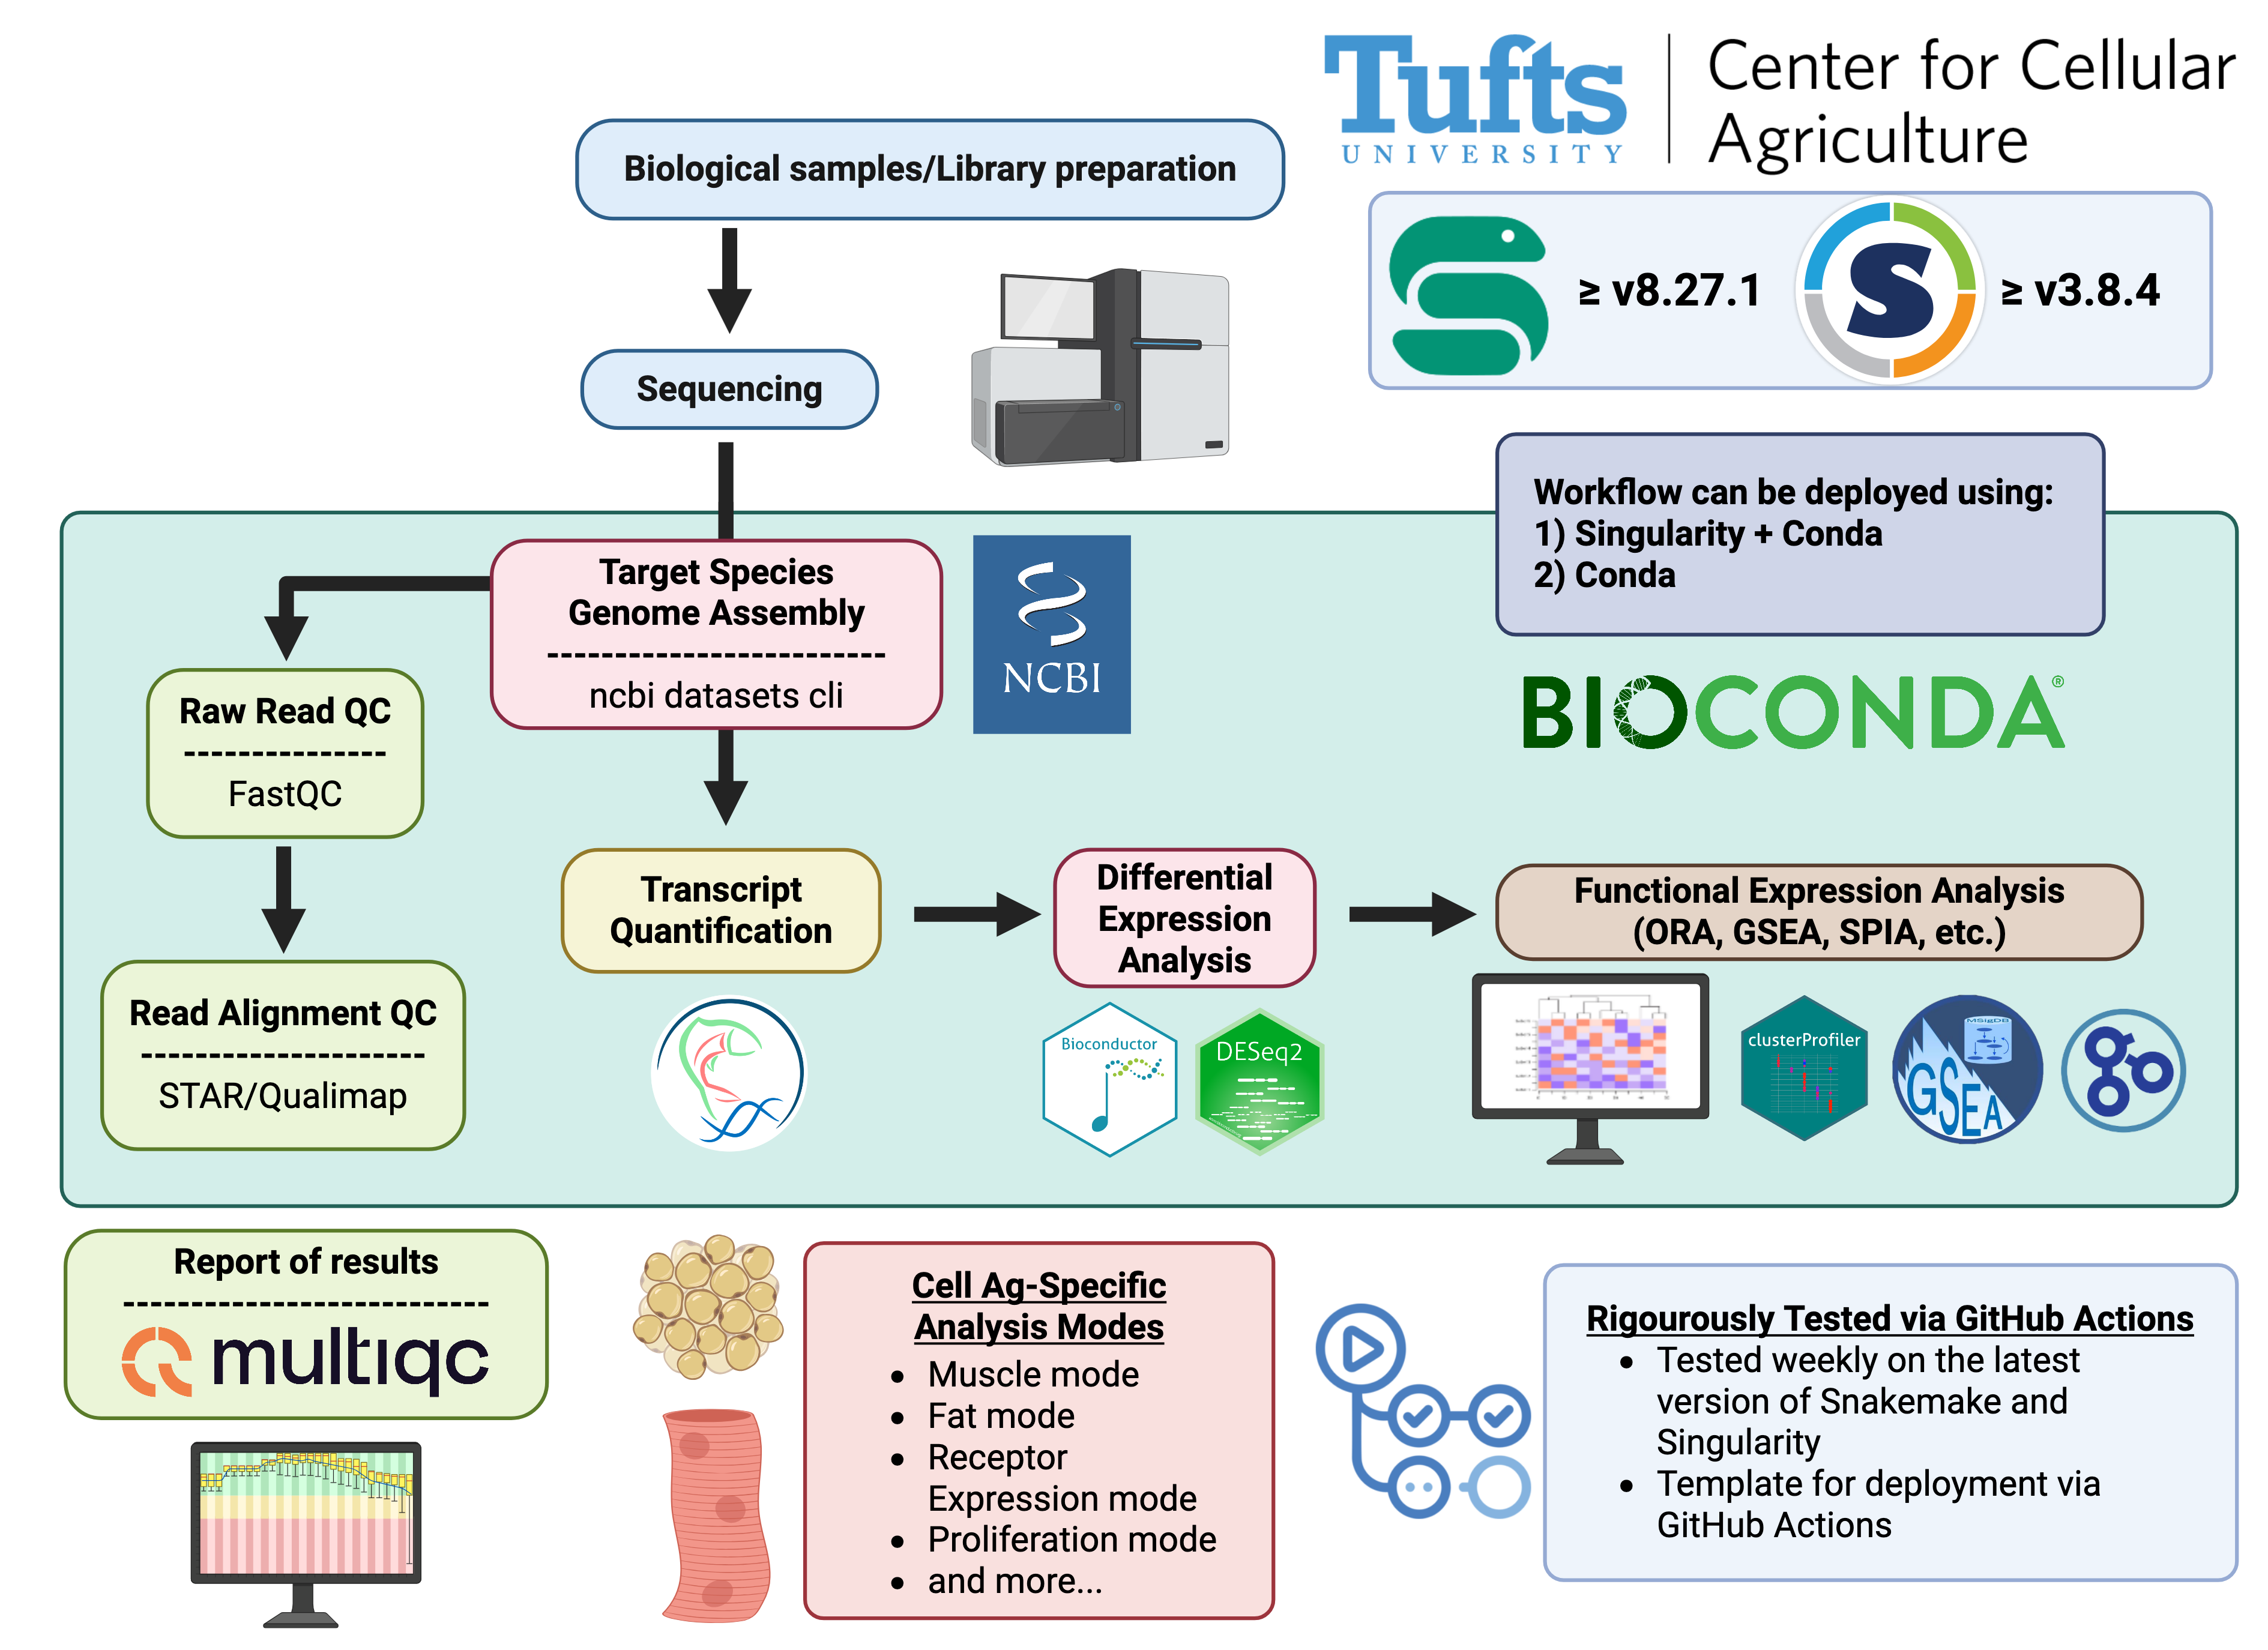 Tufts
UNIVERSITY
Center for Cellular
Agriculture
Biological samples/Library preparation
≥ v8.27.1
S
≥ v3.8.4
Sequencing
Workflow can be deployed using:
1) Singularity + Conda
2) Conda
Target Species
Genome Assembly
--------------------------
ncbi datasets cli
NCBI
BIOCONDA®
Raw Read QC
----------------
FastQC
Transcript
Quantification
Differential
Expression
Analysis
Functional Expression Analysis
(ORA, GSEA, SPIA, etc.)
Read Alignment QC
----------------------
STAR/Qualimap
Bioconductor
DESeq2
clusterProfiler
MSigDB
GSEA
Report of results
----------------------------
multiqc
Cell Ag-Specific
Analysis Modes
• Muscle mode
• Fat mode
• Receptor
Expression mode
• Proliferation mode
• and more...
Rigourously Tested via GitHub Actions
• Tested weekly on the latest
version of Snakemake and
Singularity
• Template for deployment via
GitHub Actions